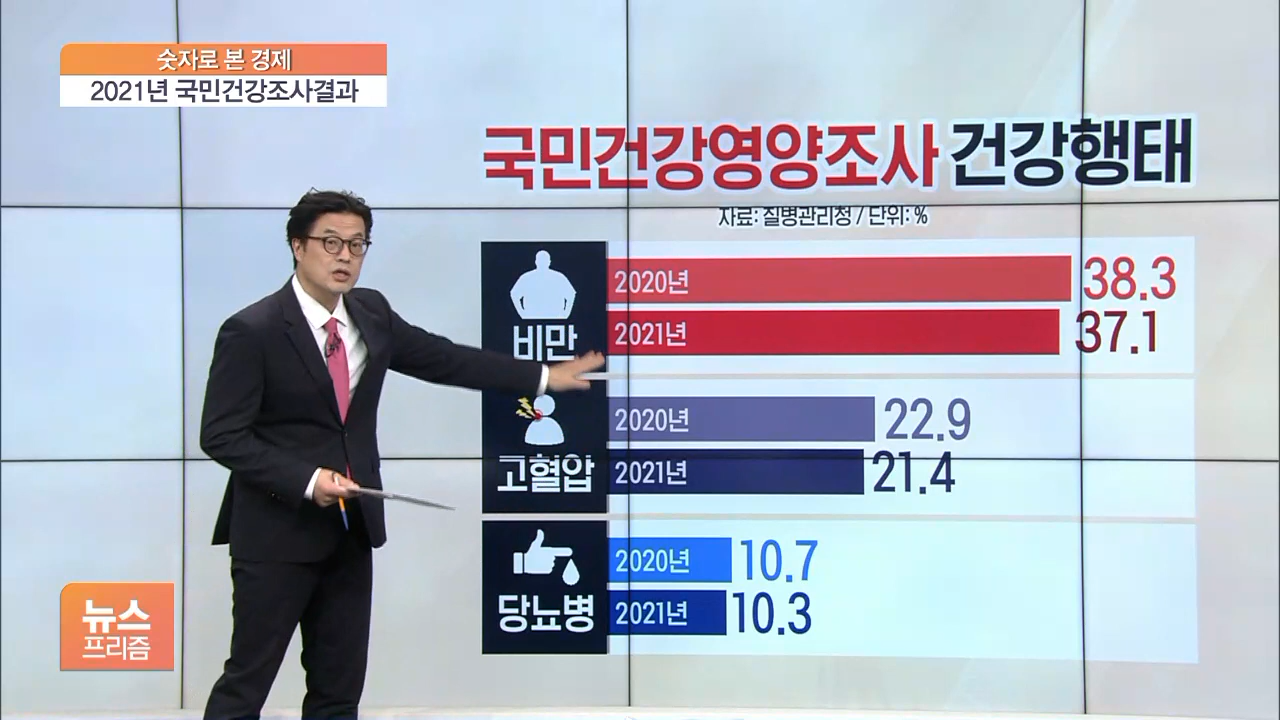 숫자로 본 경제
2021년 국민건강조사결과
국민건강영양조사 건강행태
자료: 질병관리청 / 단위: %
비만
2020년 38.3
2021년 37.1
고혈압
2020년 22.9
2021년 21.4
당뇨병
2020년 10.7
2021년 10.3
뉴스
프리즘